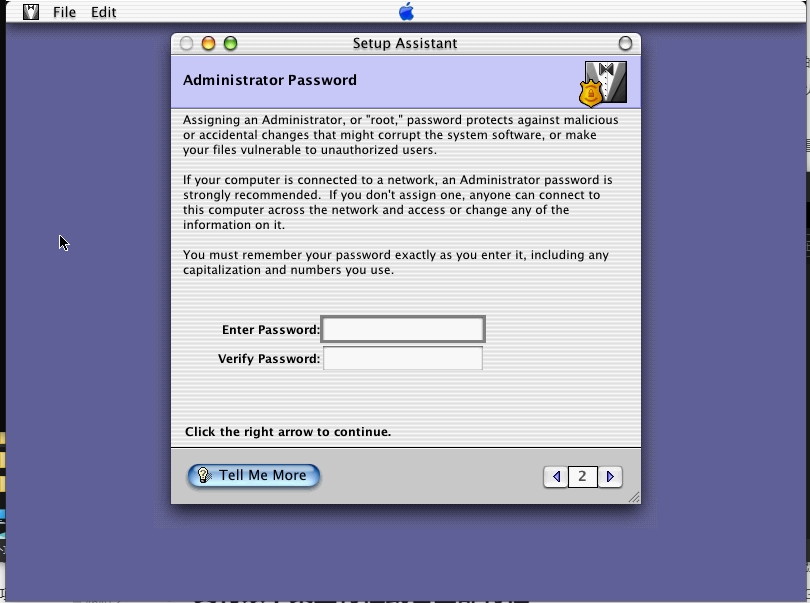 File Edit
Setup Assistant
Administrator Password
Assigning an Administrator, or "root," password protects against malicious
or accidental changes that might corrupt the system software, or make
your files vulnerable to unauthorized users.
If your computer is connected to a network, an Administrator password is
strongly recommended.  If you don't assign one, anyone can connect to
this computer across the network and access or change any of the
information on it.
You must remember your password exactly as you enter it, including any
capitalization and numbers you use.
Enter Password:
Verify Password:
Click the right arrow to continue.
Tell Me More
2